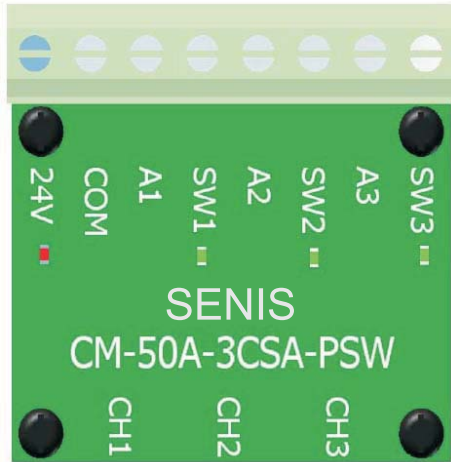 24V COM A1 SW1 A2 SW2 A3 SW3
SENIS
CM-50A-3CSA-PSW
CH1 CH2 CH3